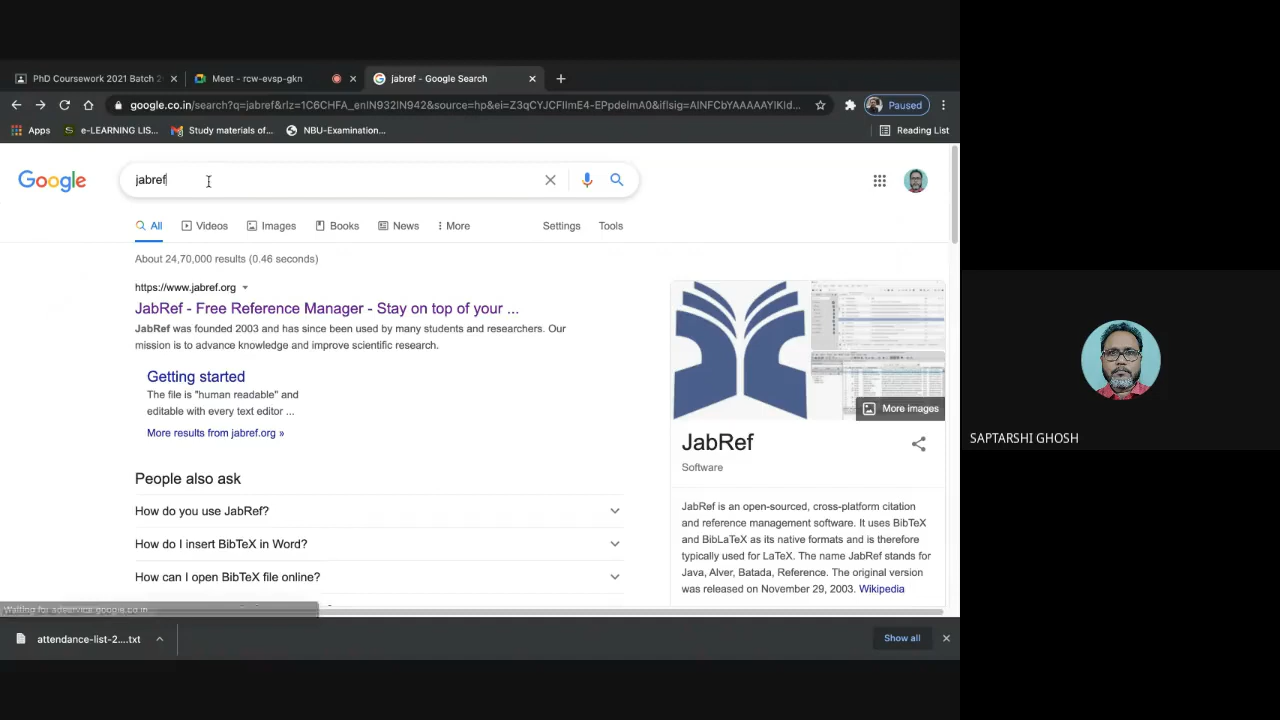 PhD Coursework 2021 Batch 2
Meet - rcw-evsp-gkn
jabref - Google Search
google.co.in/search?q=jabref&rlz=1C6CHFA_enIN932IN942&source=hp&ei=Z3qCYJCFIImE4-EPpdelmA0&iflsig=AINFCbYAAAAAYIKId...
Paused
Apps
e-LEARNING LIS...
Study materials of...
NBU-Examination...
Reading List
Google
jabref
All
Videos
Images
Books
News
More
Settings
Tools
About 24,70,000 results (0.46 seconds)
https://www.jabref.org
JabRef - Free Reference Manager - Stay on top of your ...
JabRef was founded 2003 and has since been used by many students and researchers. Our
mission is to advance knowledge and improve scientific research.
Getting started
The file is "human readable" and
editable with every text editor ...
More results from jabref.org »
People also ask
How do you use JabRef?
How do I insert BibTeX in Word?
How can I open BibTeX file online?
More images
JabRef
Software
JabRef is an open-sourced, cross-platform citation
and reference management software. It uses BibTeX
and BibLaTeX as its native formats and is therefore
typically used for LaTeX. The name JabRef stands for
Java, Alver, Batada, Reference. The original version
was released on November 29, 2003. Wikipedia
Waiting for adservice.google.co.in
attendance-list-2....txt
Show all
SAPTARSHI GHOSH